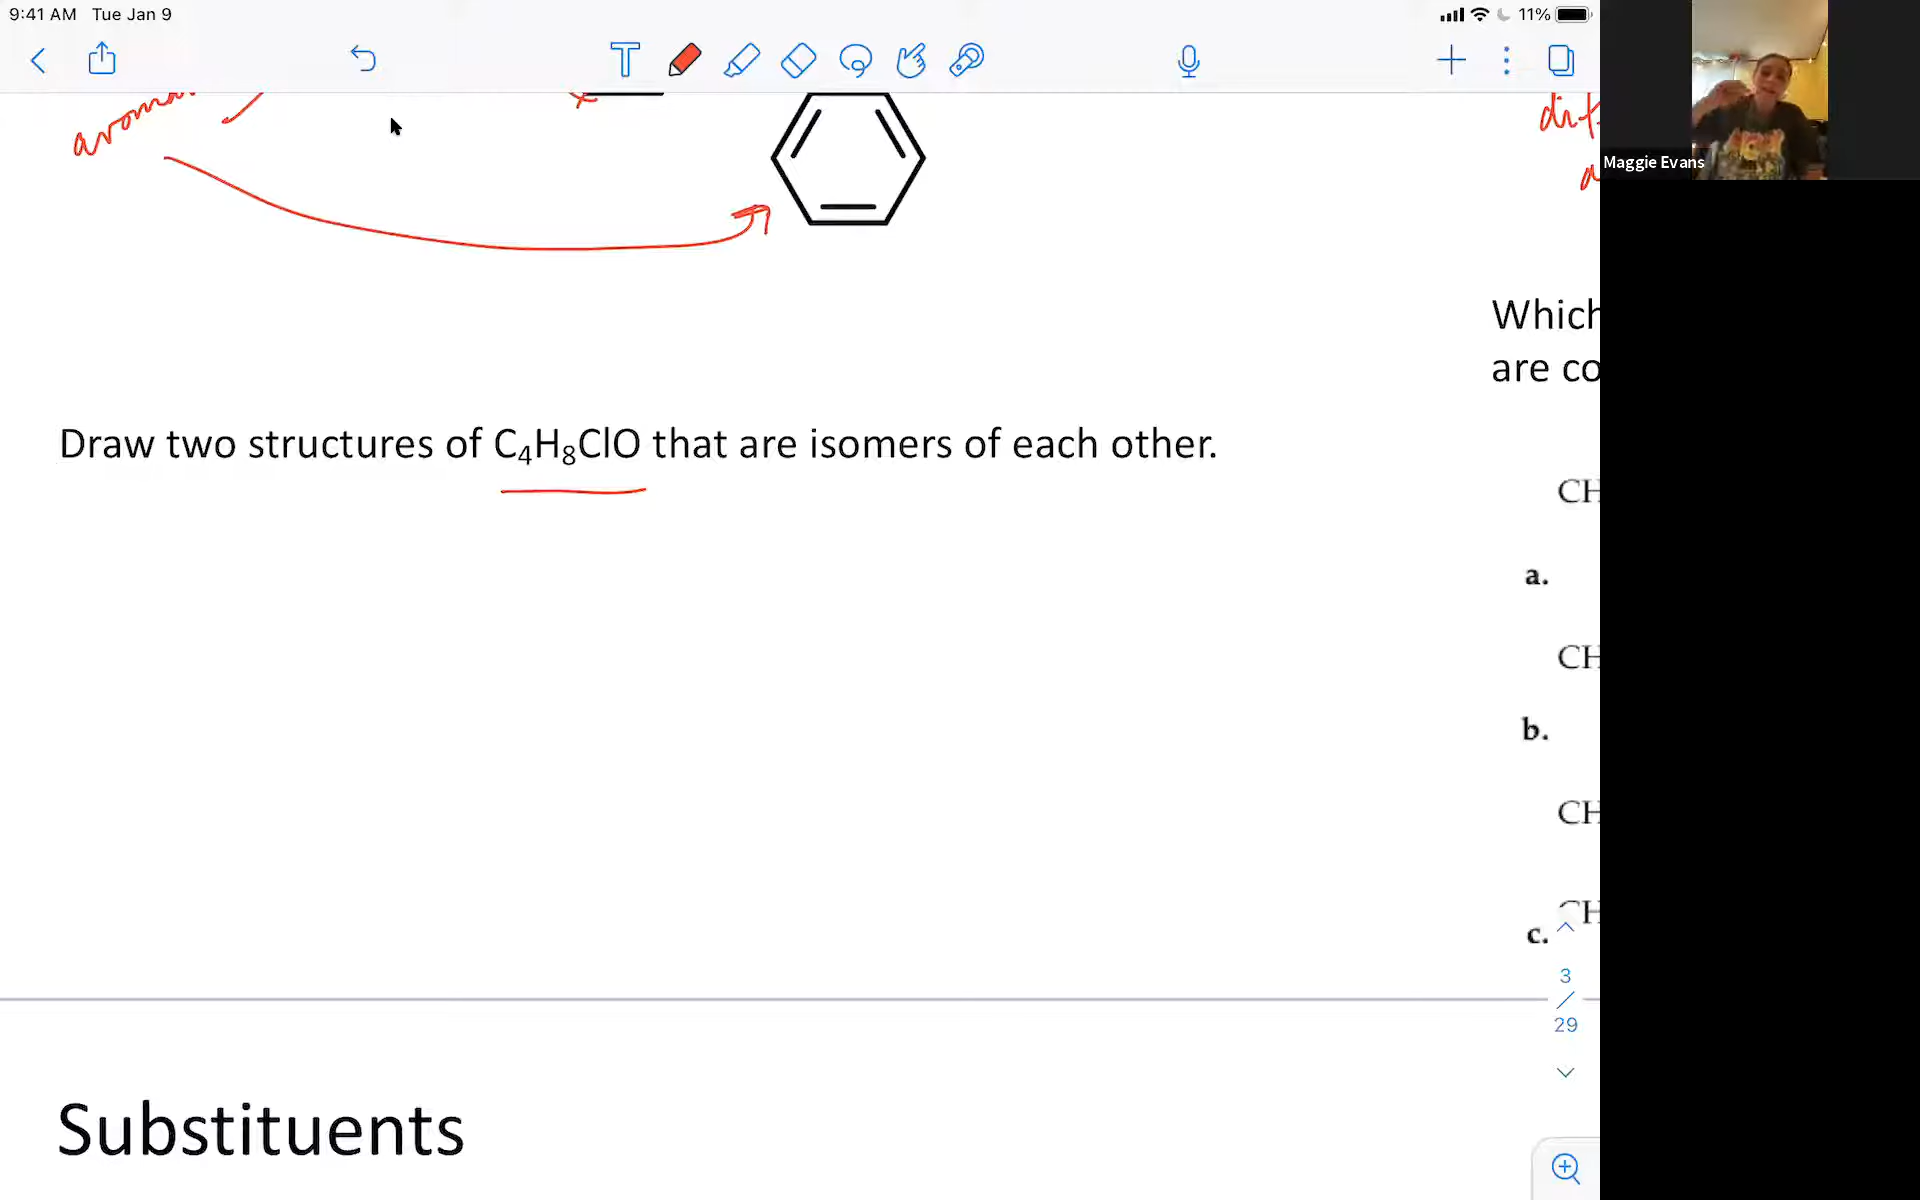 9:41 AM Tue Jan 9
11%
Maggie Evans
Which
are co
Draw two structures of C₄H₈ClO that are isomers of each other.
CH
a.
CH
b.
CH
CH
c.
3
/
29
Substituents